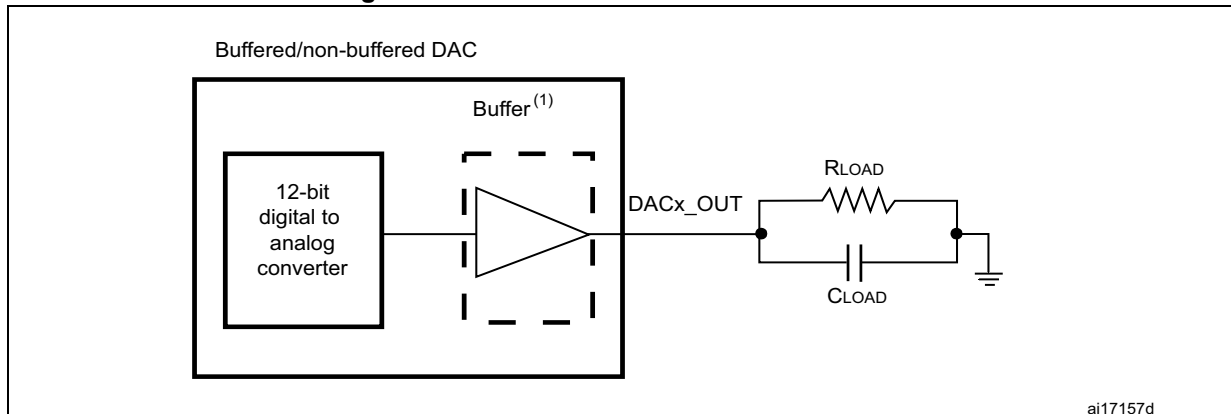 Buffered/non-buffered DAC
Buffer (1)
12-bit
digital to
analog
converter
DACx_OUT
RLOAD
CLOAD
ai17157d